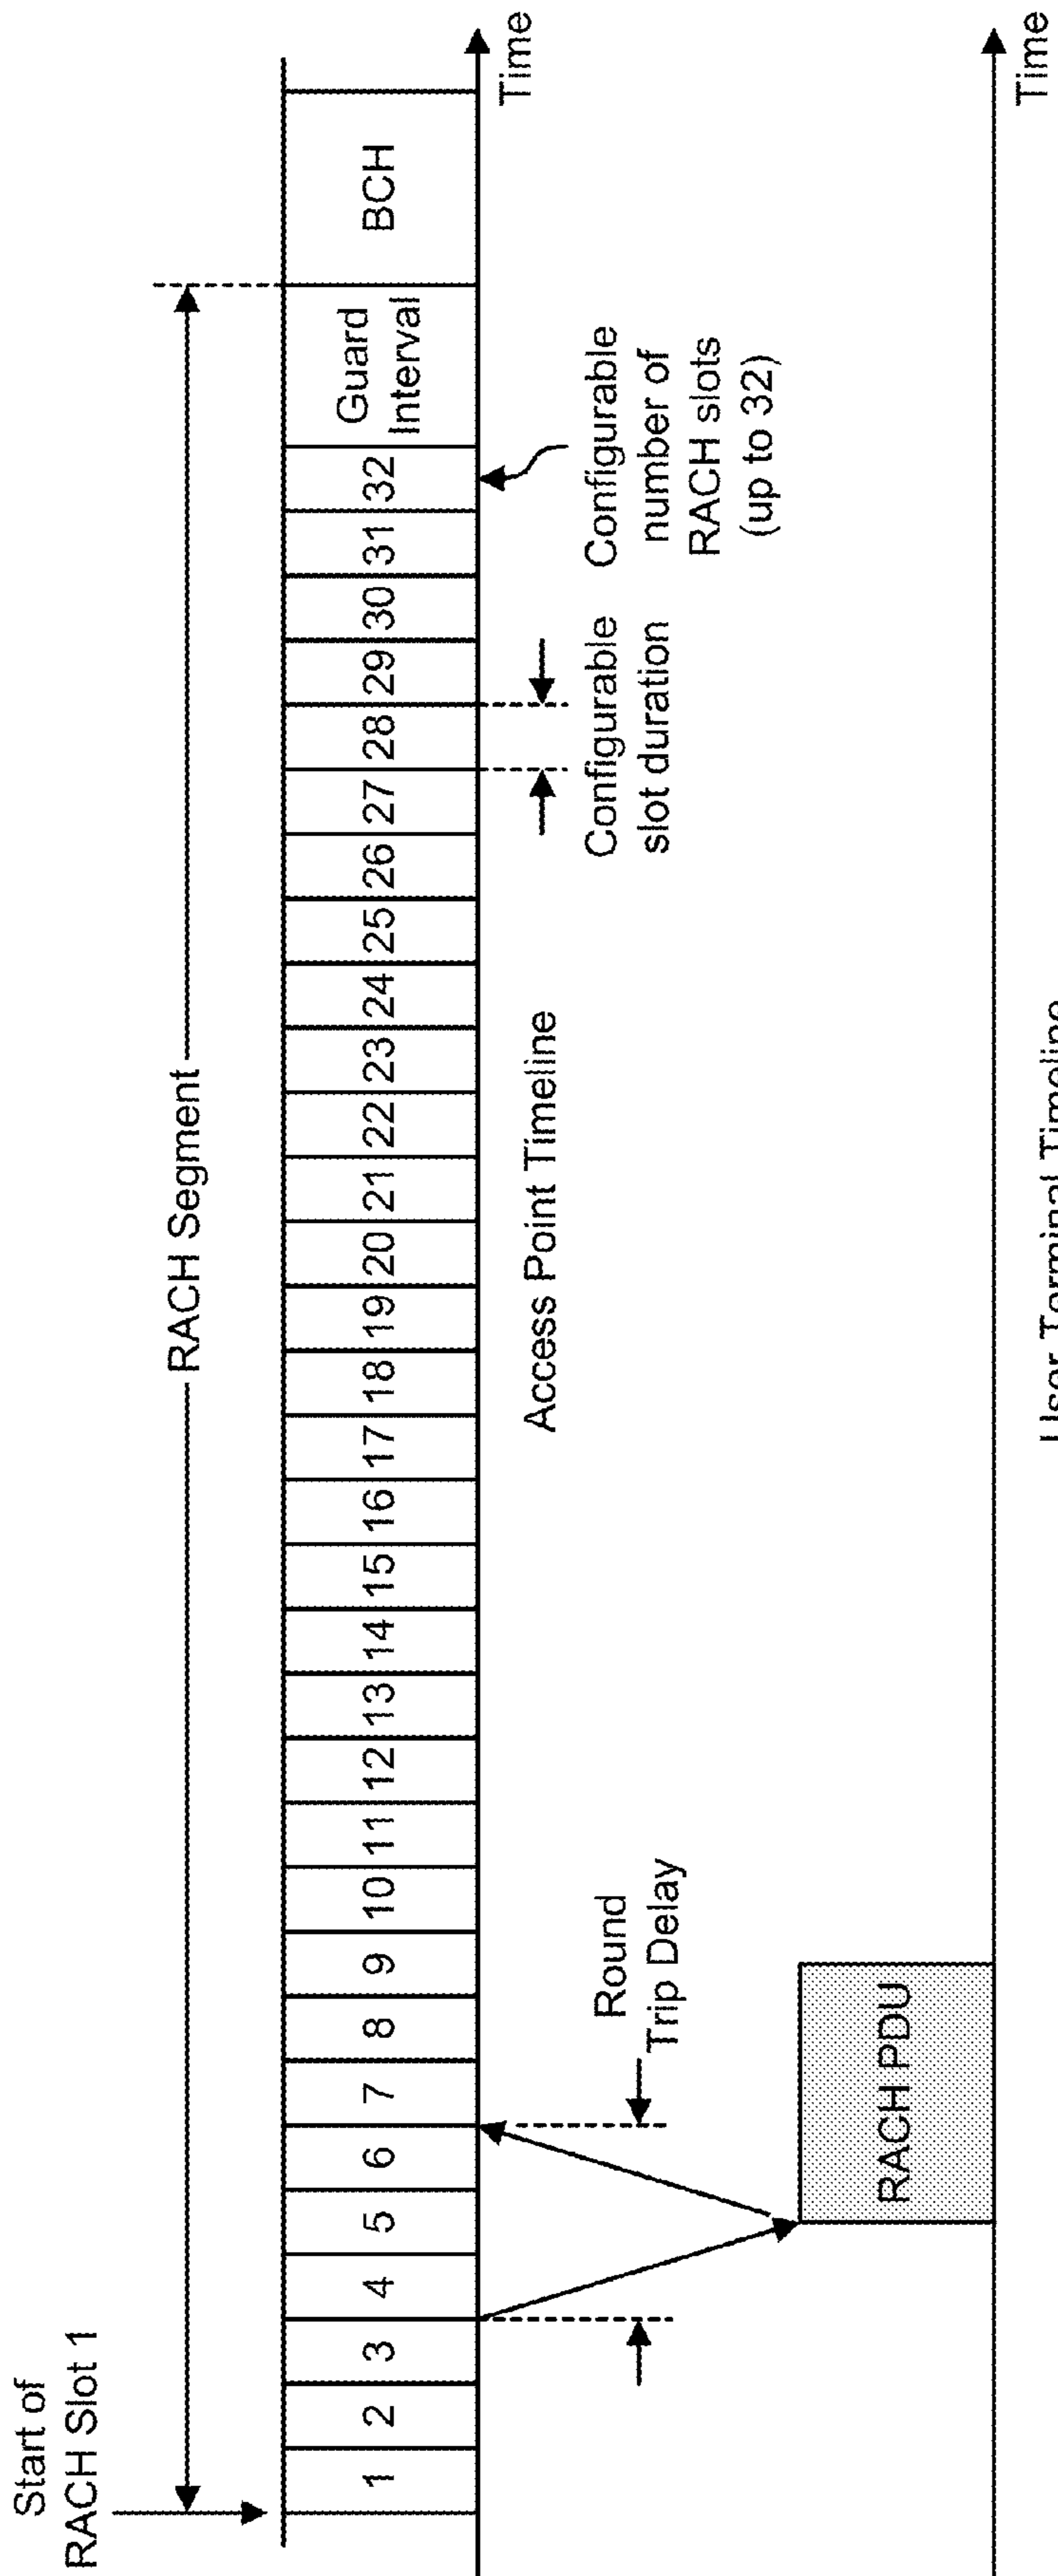 Start of
RACH Slot 1
RACH Segment
1 2 3 4 5 6 7 8 9 10 11 12 13 14 15 16 17 18 19 20 21 22 23 24 25 26 27 28 29 30 31 32
Guard
Interval
BCH
Time
Access Point Timeline
Round
Trip Delay
Configurable
slot duration
Configurable
number of
RACH slots
(up to 32)
RACH PDU
Time
User Terminal Timeline